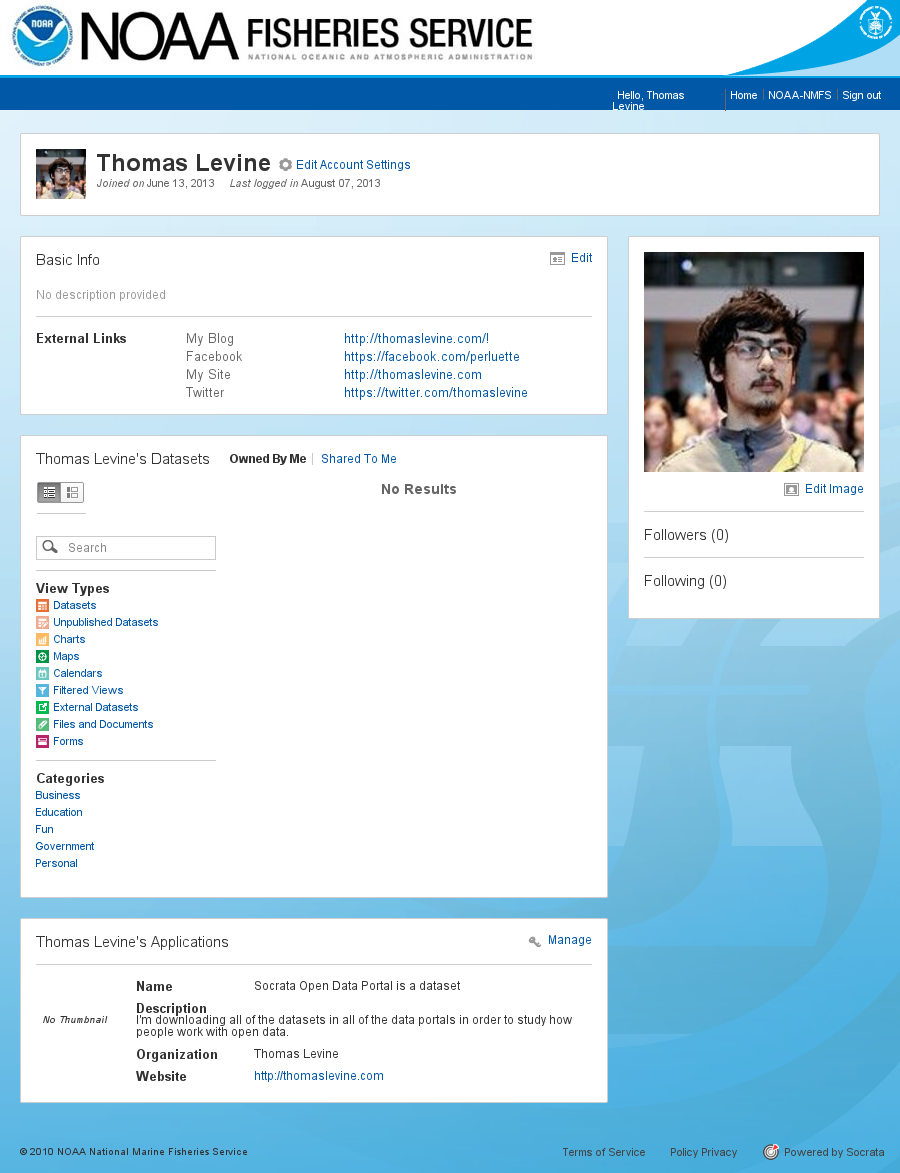 NOAA FISHERIES SERVICE
NATIONAL OCEANIC AND ATMOSPHERIC ADMINISTRATION
Hello, Thomas
Levine
Home NOAA-NMFS Sign out
Thomas Levine Edit Account Settings
Joined on June 13, 2013 Last logged in August 07, 2013
Basic Info Edit
No description provided
External Links My Blog http://thomaslevine.com/!
Facebook https://facebook.com/perluette
My Site http://thomaslevine.com
Twitter https://twitter.com/thomaslevine
Edit Image
Followers (0)
Following (0)
Thomas Levine's Datasets Owned By Me Shared To Me
No Results
Search
View Types
Datasets
Unpublished Datasets
Charts
Maps
Calendars
Filtered Views
External Datasets
Files and Documents
Forms
Categories
Business
Education
Fun
Government
Personal
Thomas Levine's Applications Manage
No Thumbnail
Name Socrata Open Data Portal is a dataset
Description
I'm downloading all of the datasets in all of the data portals in order to study how
people work with open data.
Organization Thomas Levine
Website http://thomaslevine.com
© 2010 NOAA National Marine Fisheries Service
Terms of Service Policy Privacy Powered by Socrata